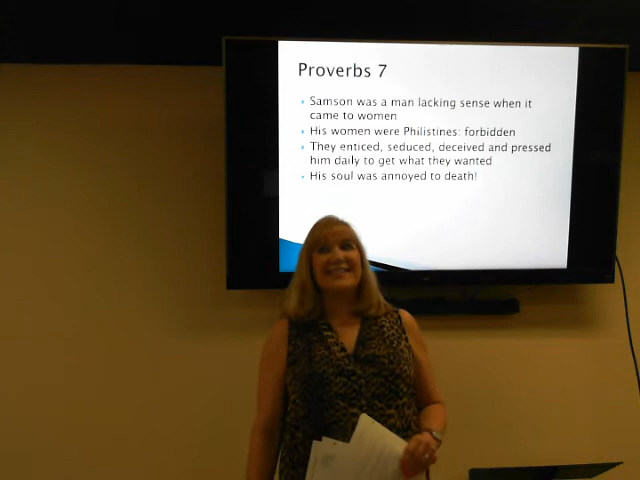 Proverbs 7
Samson was a man lacking sense when it
came to women
His women were Philistines: forbidden
They enticed, seduced, deceived and pressed
him daily to get what they wanted
His soul was annoyed to death!